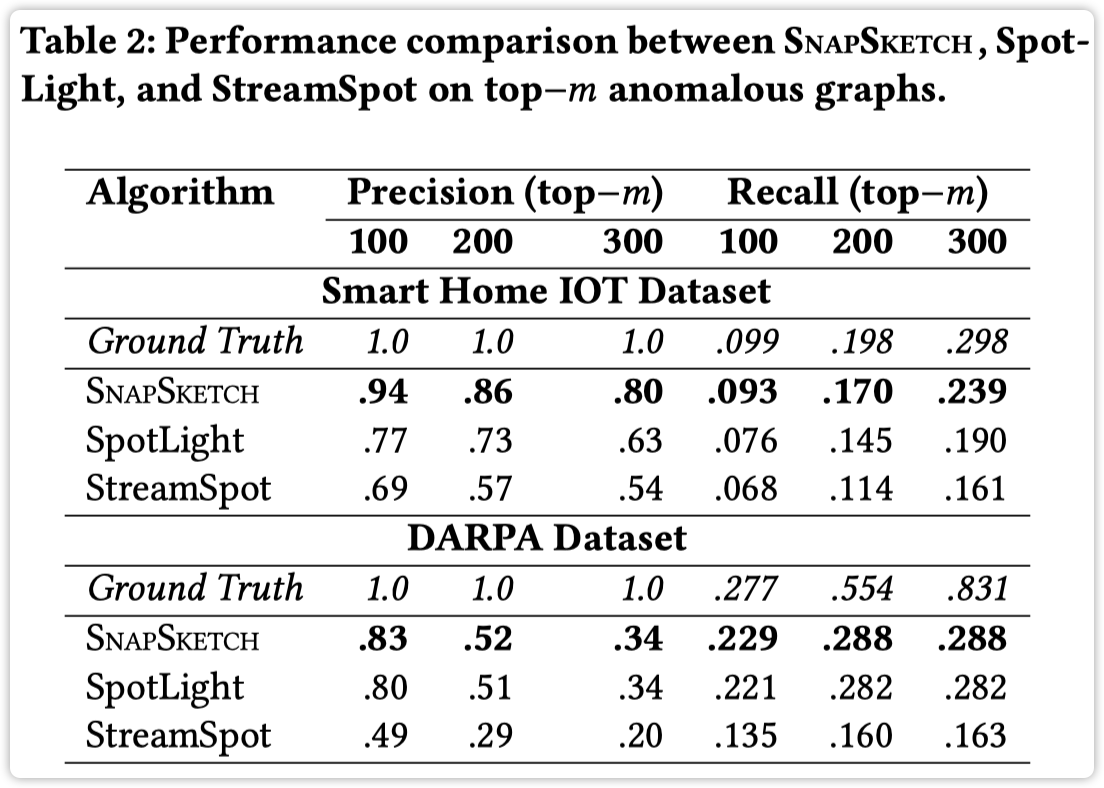 Table 2: Performance comparison between SNAPSKETCH, Spot-
Light, and StreamSpot on top−m anomalous graphs.
Algorithm Precision (top−m) Recall (top−m)
100 200 300 100 200 300
Smart Home IOT Dataset
Ground Truth 1.0 1.0 1.0 .099 .198 .298
SNAPSKETCH .94 .86 .80 .093 .170 .239
SpotLight .77 .73 .63 .076 .145 .190
StreamSpot .69 .57 .54 .068 .114 .161
DARPA Dataset
Ground Truth 1.0 1.0 1.0 .277 .554 .831
SNAPSKETCH .83 .52 .34 .229 .288 .288
SpotLight .80 .51 .34 .221 .282 .282
StreamSpot .49 .29 .20 .135 .160 .163